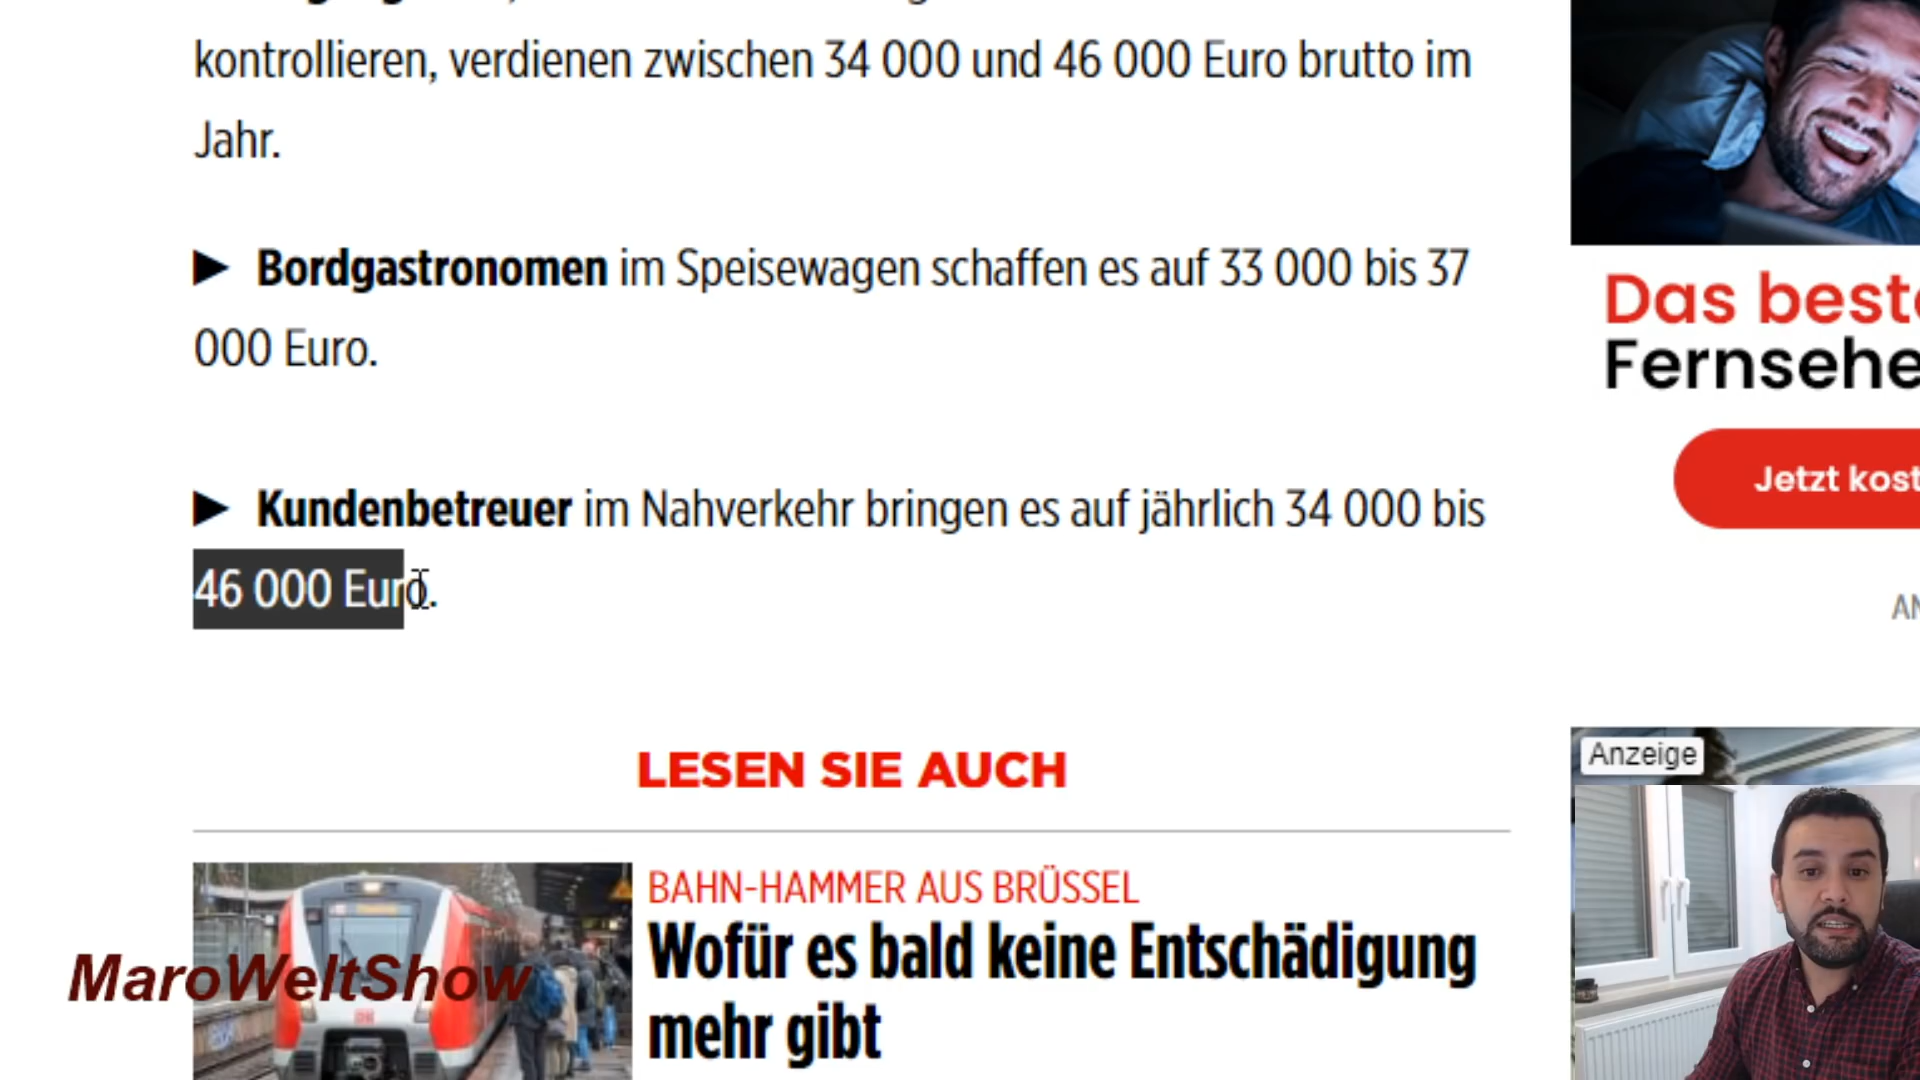 kontrollieren, verdienen zwischen 34 000 und 46 000 Euro brutto im
Jahr.
► Bordgastronomen im Speisewagen schaffen es auf 33 000 bis 37
000 Euro.
► Kundenbetreuer im Nahverkehr bringen es auf jährlich 34 000 bis
46 000 Euro.
LESEN SIE AUCH
BAHN-HAMMER AUS BRÜSSEL
Wofür es bald keine Entschädigung
mehr gibt
MaroWeltShow
Das best
Fernsehe
Jetzt kost
AN
Anzeige